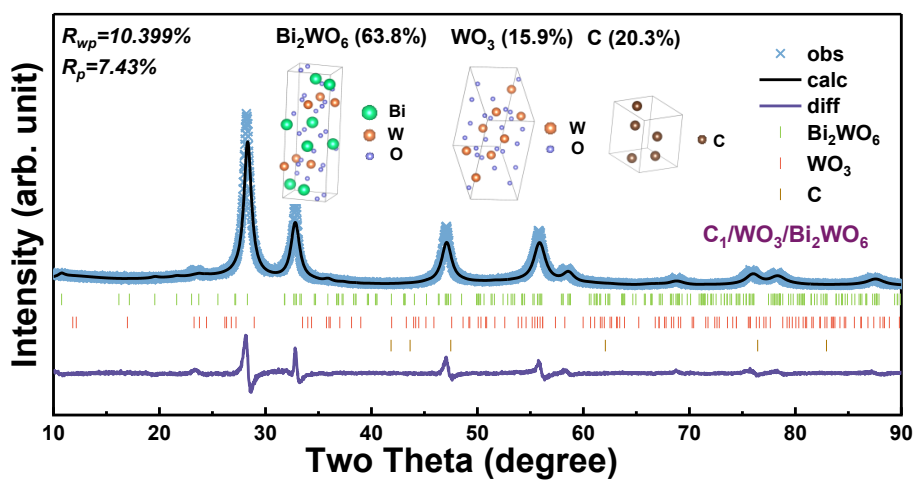 R_wp=10.399%
R_p=7.43%
Bi₂WO₆ (63.8%)
WO₃ (15.9%)
C (20.3%)
Bi
W
O
W
O
C
obs
calc
diff
Bi₂WO₆
WO₃
C
C₁/WO₃/Bi₂WO₆
Intensity (arb. unit)
10 20 30 40 50 60 70 80 90
Two Theta (degree)